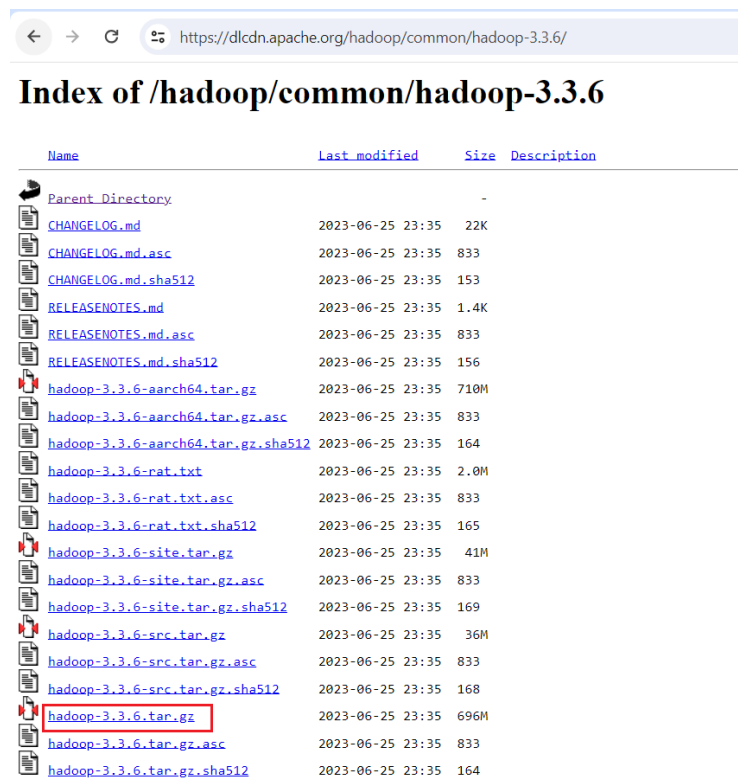 https://dlcdn.apache.org/hadoop/common/hadoop-3.3.6/
Index of /hadoop/common/hadoop-3.3.6
Name Last modified Size Description
Parent Directory -
CHANGELOG.md 2023-06-25 23:35 22K
CHANGELOG.md.asc 2023-06-25 23:35 833
CHANGELOG.md.sha512 2023-06-25 23:35 153
RELEASENOTES.md 2023-06-25 23:35 1.4K
RELEASENOTES.md.asc 2023-06-25 23:35 833
RELEASENOTES.md.sha512 2023-06-25 23:35 156
hadoop-3.3.6-aarch64.tar.gz 2023-06-25 23:35 710M
hadoop-3.3.6-aarch64.tar.gz.asc 2023-06-25 23:35 833
hadoop-3.3.6-aarch64.tar.gz.sha512 2023-06-25 23:35 164
hadoop-3.3.6-rat.txt 2023-06-25 23:35 2.0M
hadoop-3.3.6-rat.txt.asc 2023-06-25 23:35 833
hadoop-3.3.6-rat.txt.sha512 2023-06-25 23:35 165
hadoop-3.3.6-site.tar.gz 2023-06-25 23:35 41M
hadoop-3.3.6-site.tar.gz.asc 2023-06-25 23:35 833
hadoop-3.3.6-site.tar.gz.sha512 2023-06-25 23:35 169
hadoop-3.3.6-src.tar.gz 2023-06-25 23:35 36M
hadoop-3.3.6-src.tar.gz.asc 2023-06-25 23:35 833
hadoop-3.3.6-src.tar.gz.sha512 2023-06-25 23:35 168
hadoop-3.3.6.tar.gz 2023-06-25 23:35 696M
hadoop-3.3.6.tar.gz.asc 2023-06-25 23:35 833
hadoop-3.3.6.tar.gz.sha512 2023-06-25 23:35 164